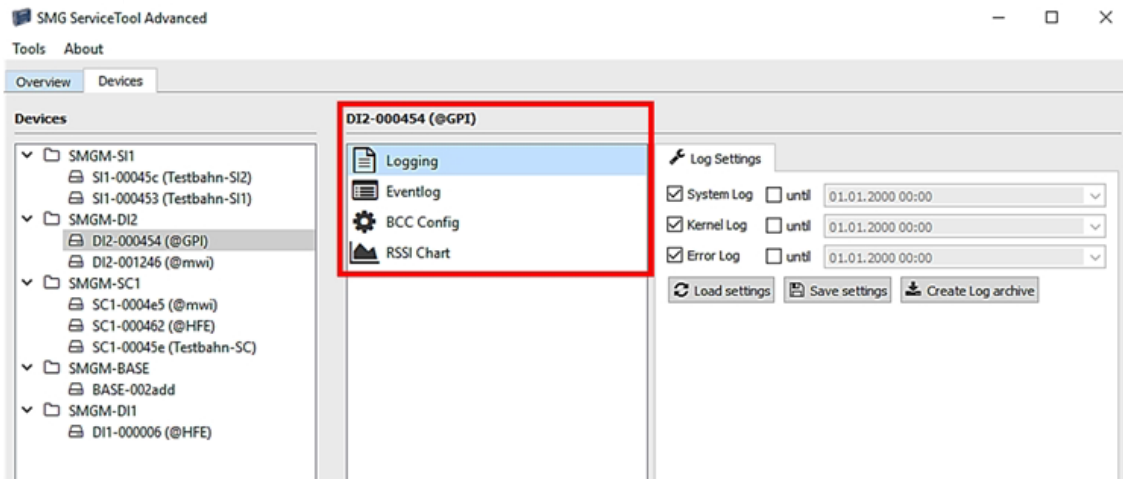 SMG ServiceTool Advanced
Tools About
Overview Devices
Devices
SMGM-SI1
SI1-00045c (Testbahn-SI2)
SI1-000453 (Testbahn-SI1)
SMGM-DI2
DI2-000454 (@GPI)
DI2-001246 (@mwi)
SMGM-SC1
SC1-0004e5 (@mwi)
SC1-000462 (@HFE)
SC1-00045e (Testbahn-SC)
SMGM-BASE
BASE-002add
SMGM-DI1
DI1-000006 (@HFE)
DI2-000454 (@GPI)
Logging
Eventlog
BCC Config
RSSI Chart
Log Settings
System Log until 01.01.2000 00:00
Kernel Log until 01.01.2000 00:00
Error Log until 01.01.2000 00:00
Load settings Save settings Create Log archive